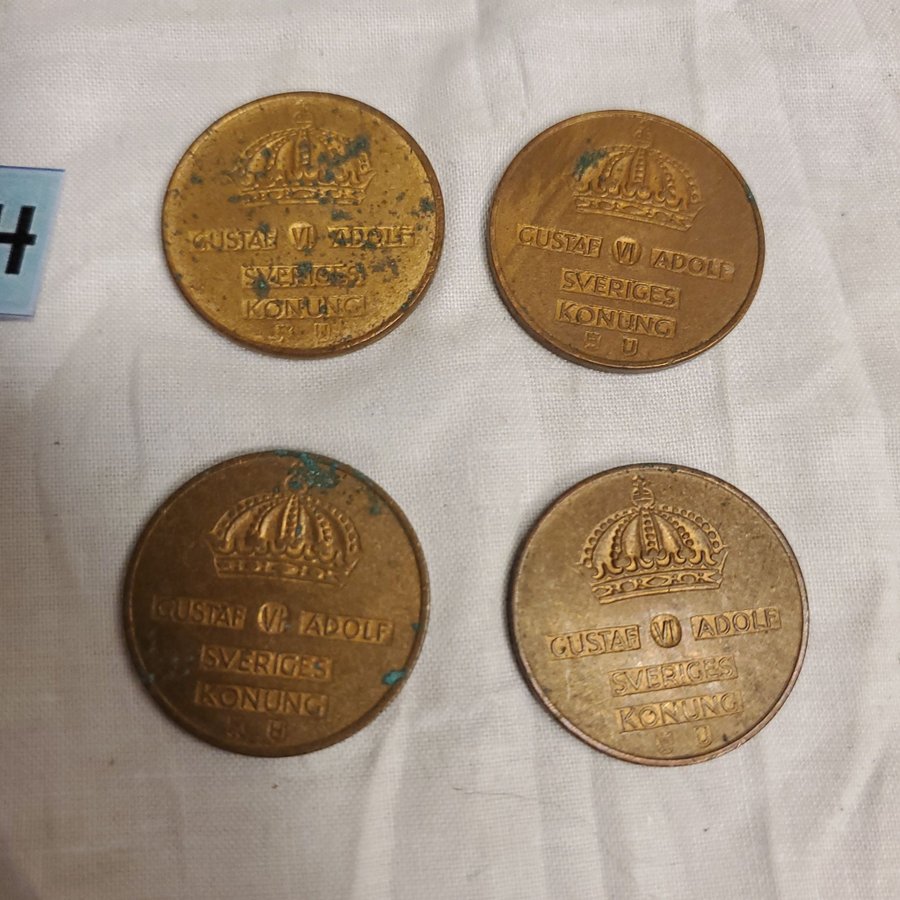 4
GUSTAF VI ADOLF
SVERIGES
KONUNG
GUSTAF VI ADOLF
SVERIGES
KONUNG
U
GUSTAF VI ADOLF
SVERIGES
KONUNG
GUSTAF VI ADOLF
SVERIGES
KONUNG
U